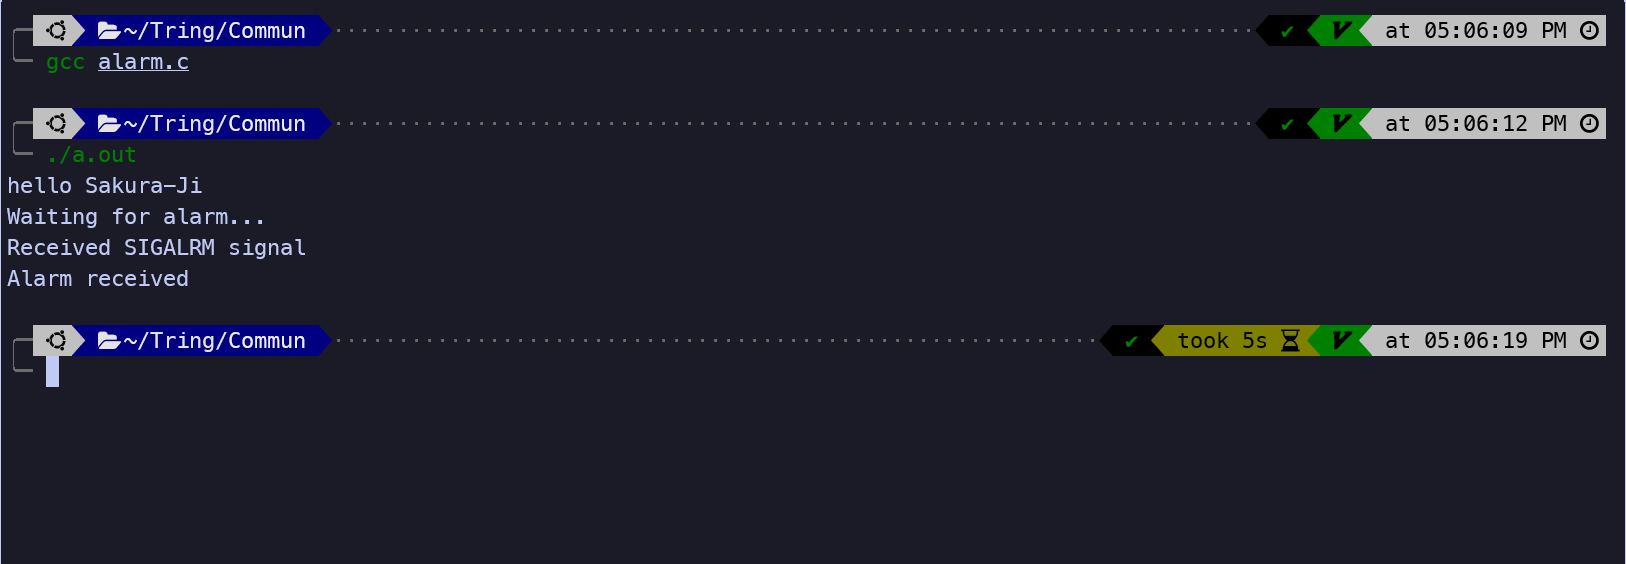 ~/Tring/Commun ✔ V at 05:06:09 PM
gcc alarm.c
~/Tring/Commun ✔ V at 05:06:12 PM
./a.out
hello Sakura-Ji
Waiting for alarm...
Received SIGALRM signal
Alarm received
~/Tring/Commun ✔ took 5s V at 05:06:19 PM